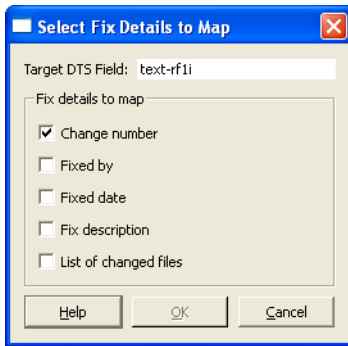 Select Fix Details to Map
Target DTS Field: text-rf1i
Fix details to map
Change number
Fixed by
Fixed date
Fix description
List of changed files
Help OK Cancel